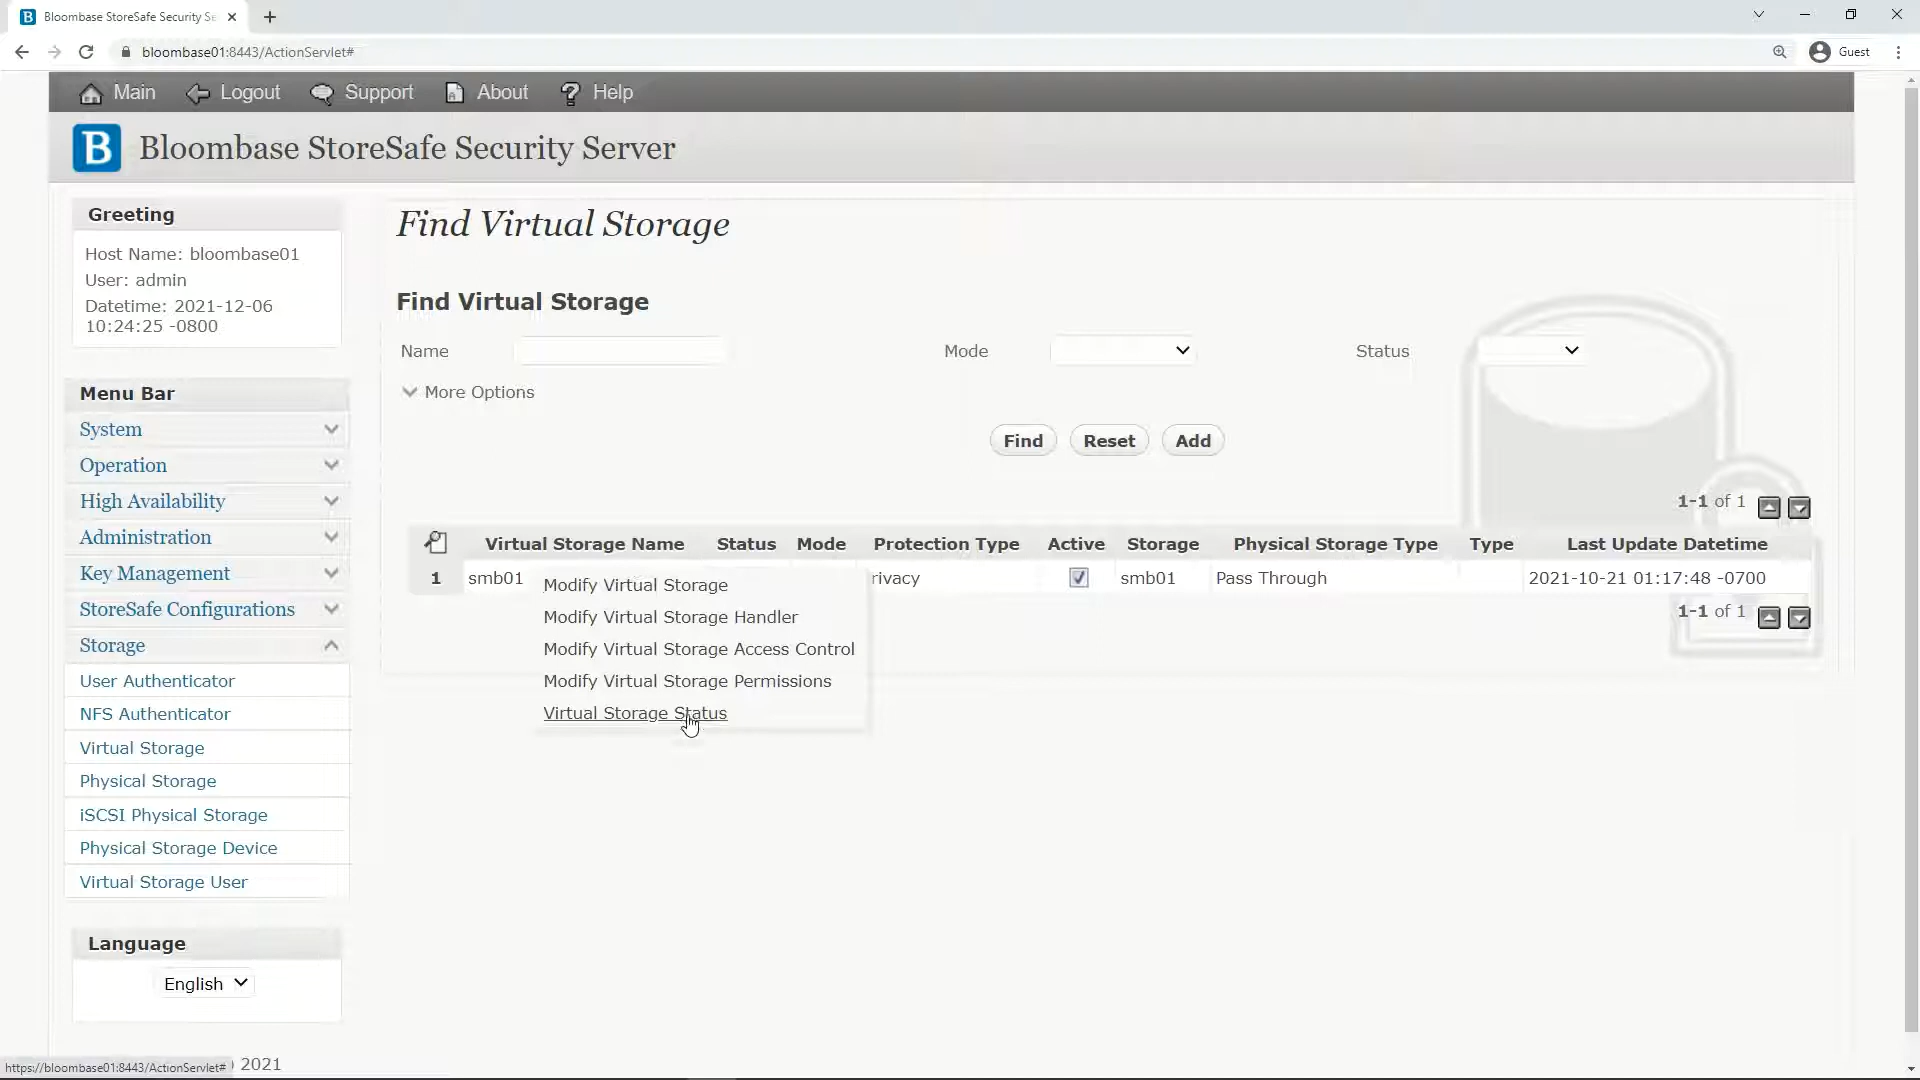 Bloombase StoreSafe Security Se
bloombase01:8443/ActionServlet#
Guest
Main
Logout
Support
About
Help
B
Bloombase StoreSafe Security Server
Greeting
Host Name: bloombase01
User: admin
Datetime: 2021-12-06
10:24:25 -0800
Menu Bar
System
Operation
High Availability
Administration
Key Management
StoreSafe Configurations
Storage
User Authenticator
NFS Authenticator
Virtual Storage
Physical Storage
iSCSI Physical Storage
Physical Storage Device
Virtual Storage User
Language
English
Find Virtual Storage
Find Virtual Storage
Name
Mode
Status
More Options
Find
Reset
Add
1-1 of 1
Virtual Storage Name Status Mode Protection Type Active Storage Physical Storage Type Type Last Update Datetime
1 smb01 rivacy smb01 Pass Through 2021-10-21 01:17:48 -0700
1-1 of 1
Modify Virtual Storage
Modify Virtual Storage Handler
Modify Virtual Storage Access Control
Modify Virtual Storage Permissions
Virtual Storage Status
https://bloombase01:8443/ActionServlet#
2021